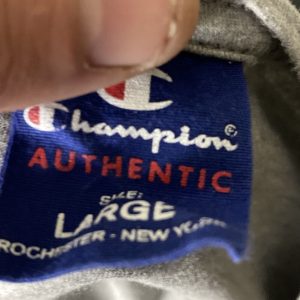 Champion®
AUTHENTIC
SIZE:
LARGE
ROCHESTER - NEW YORK